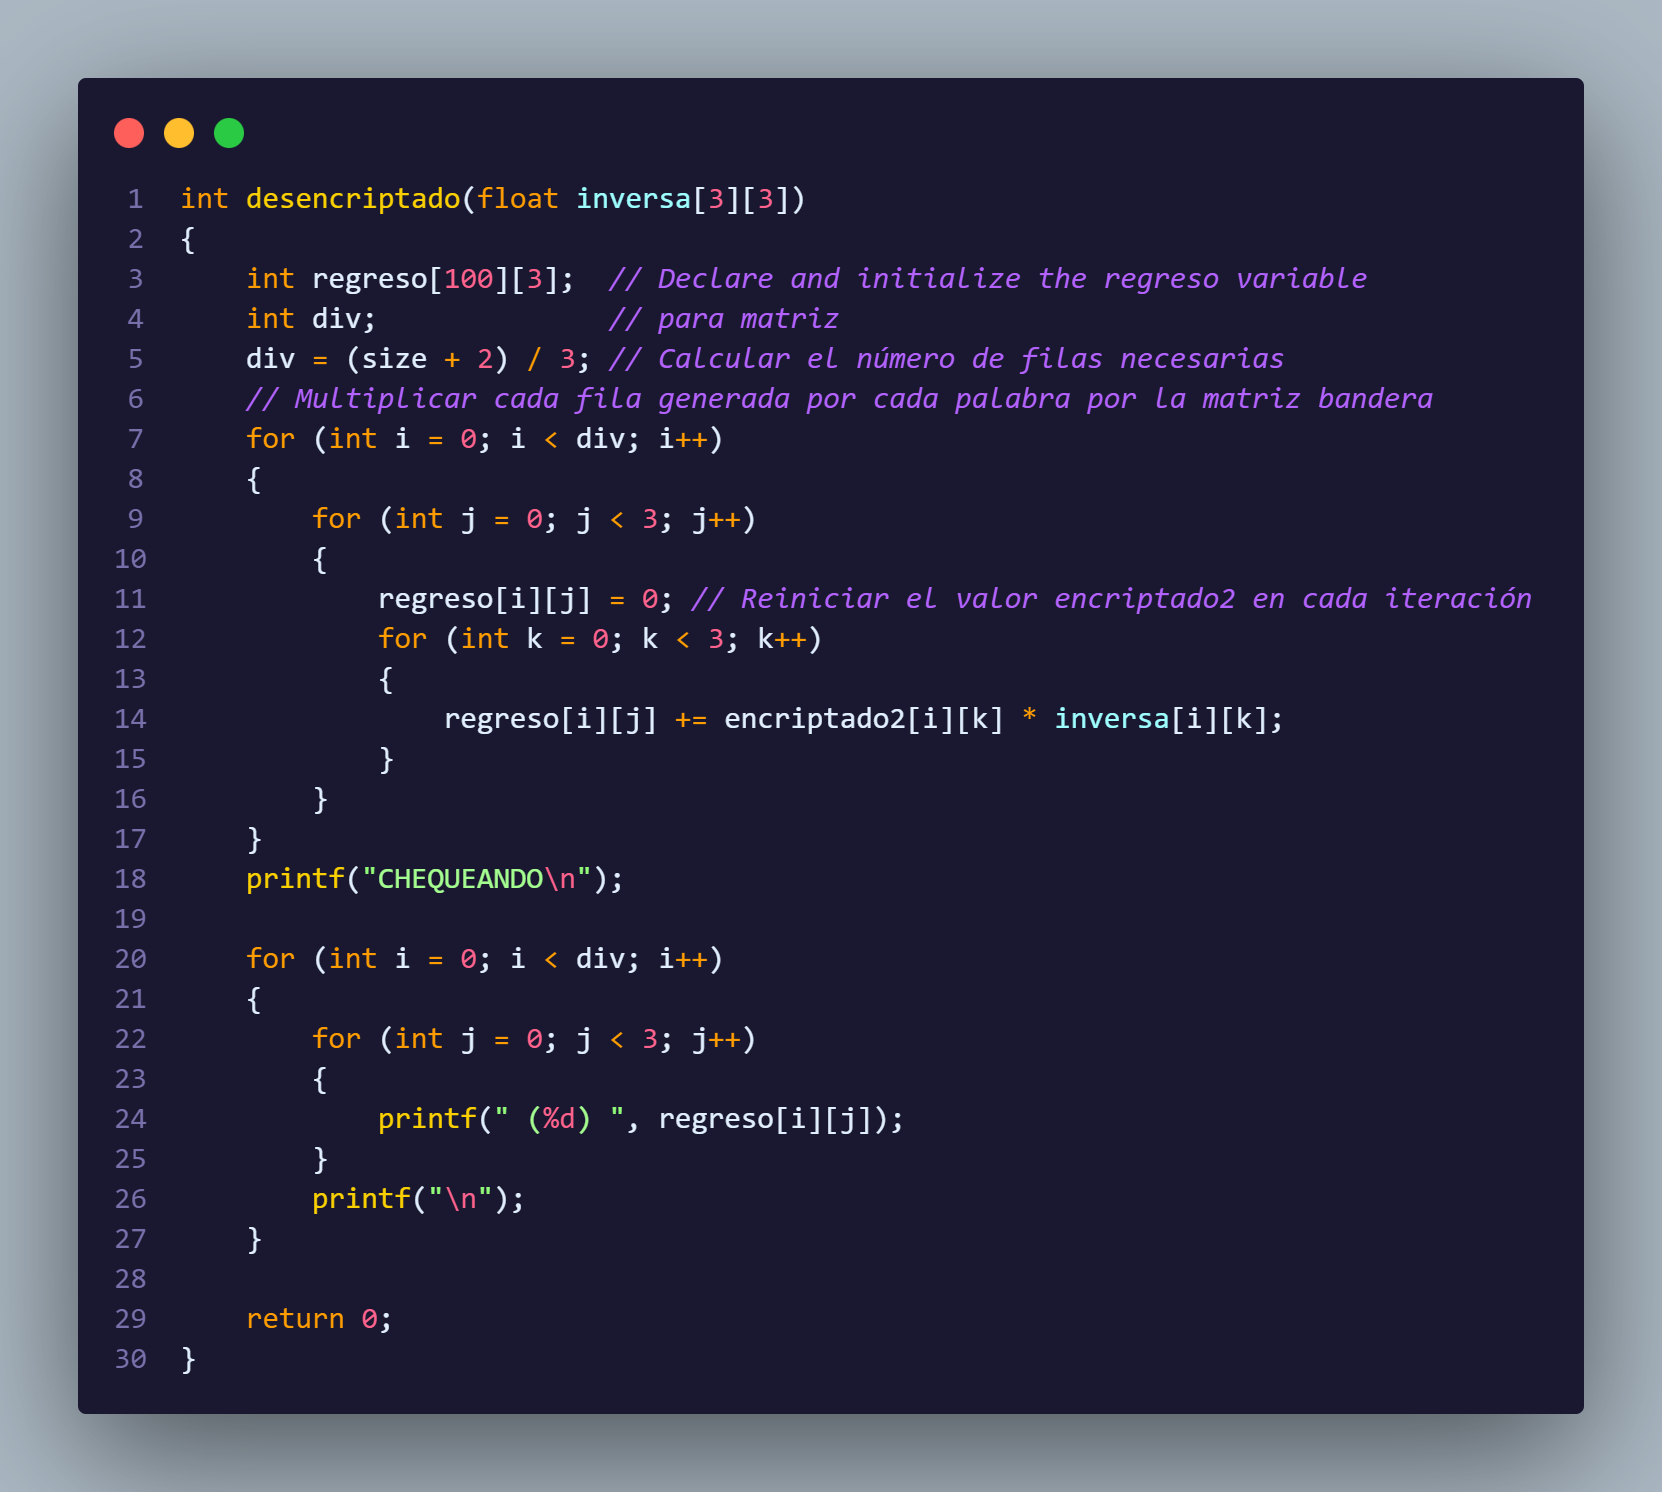 1 int desencriptado(float inversa[3][3])
2 {
3     int regreso[100][3];  // Declare and initialize the regreso variable
4     int div;              // para matriz
5     div = (size + 2) / 3; // Calcular el número de filas necesarias
6     // Multiplicar cada fila generada por cada palabra por la matriz bandera
7     for (int i = 0; i < div; i++)
8     {
9         for (int j = 0; j < 3; j++)
10         {
11             regreso[i][j] = 0; // Reiniciar el valor encriptado2 en cada iteración
12             for (int k = 0; k < 3; k++)
13             {
14                 regreso[i][j] += encriptado2[i][k] * inversa[i][k];
15             }
16         }
17     }
18     printf("CHEQUEANDO\n");
19
20     for (int i = 0; i < div; i++)
21     {
22         for (int j = 0; j < 3; j++)
23         {
24             printf(" (%d) ", regreso[i][j]);
25         }
26         printf("\n");
27     }
28
29     return 0;
30 }